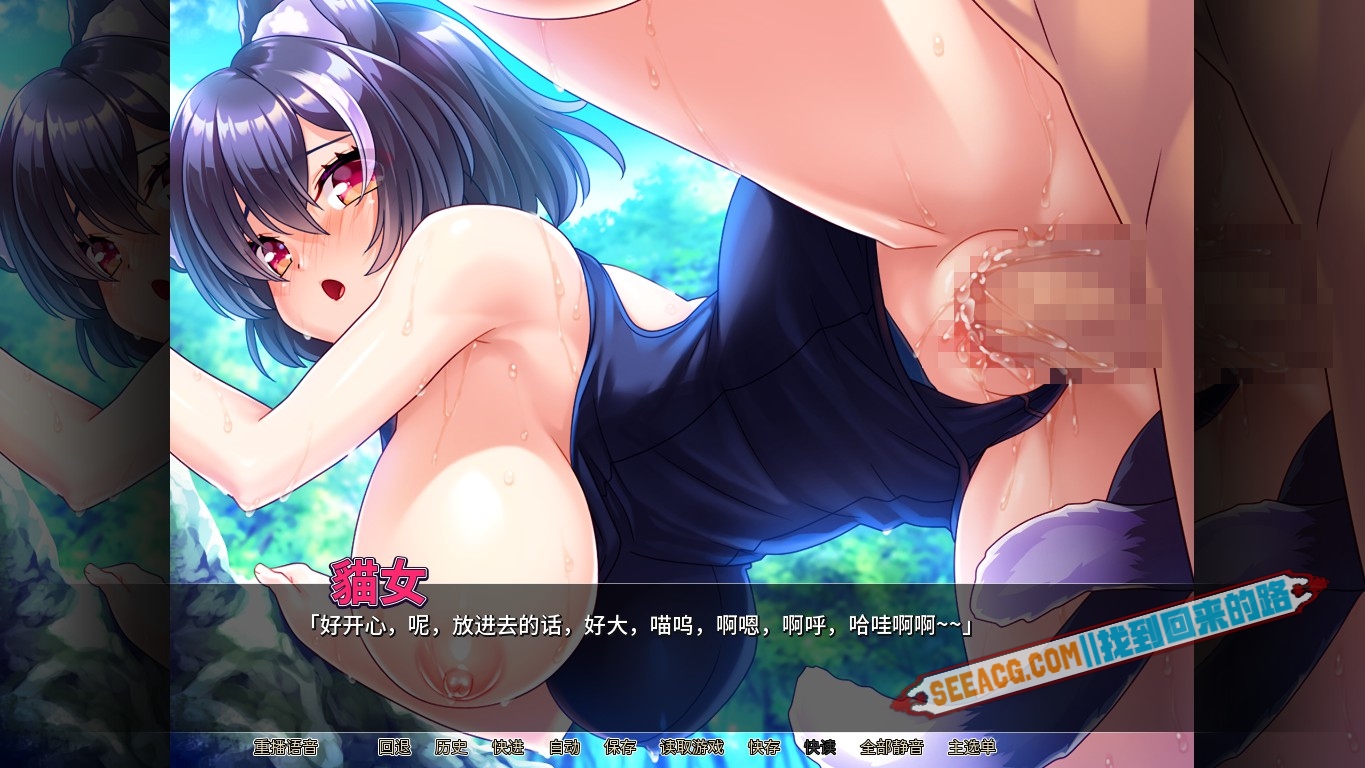 貓女
「好开心，呢，放进去的话，好大，喵呜，啊嗯，啊呼，哈哇啊啊~~」
SEEACG.COM||找到回来的路
重播语音 回退 历史 快进 自动 保存 读取游戏 快存 快读 全部静音 主选单